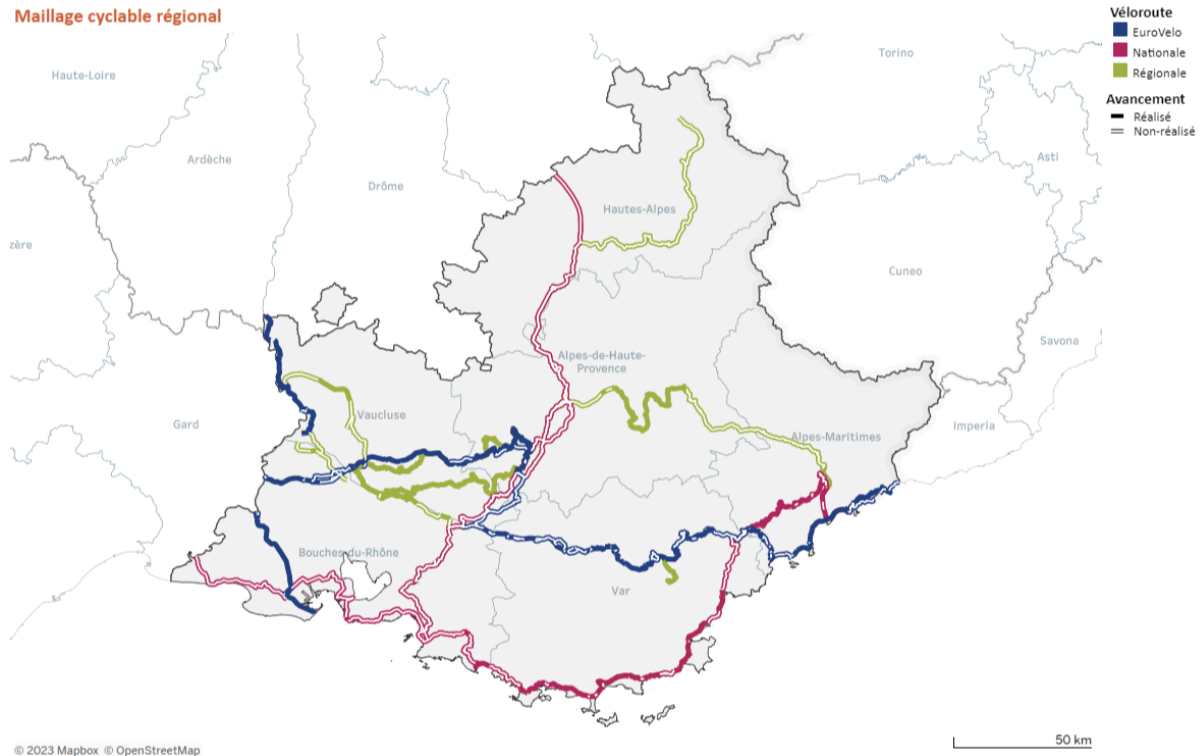 Maillage cyclable régional
Véloroute
EuroVelo
Nationale
Régionale
Avancement
Réalisé
Non-réalisé
Haute-Loire
Torino
Ardèche
Asti
Drôme
Hautes-Alpes
zère
Cuneo
Savona
Alpes-de-Haute-
Provence
Vaucluse
Gard
Alpes-Maritimes
Imperia
Bouches-du-Rhône
Var
50 km
© 2023 Mapbox © OpenStreetMap